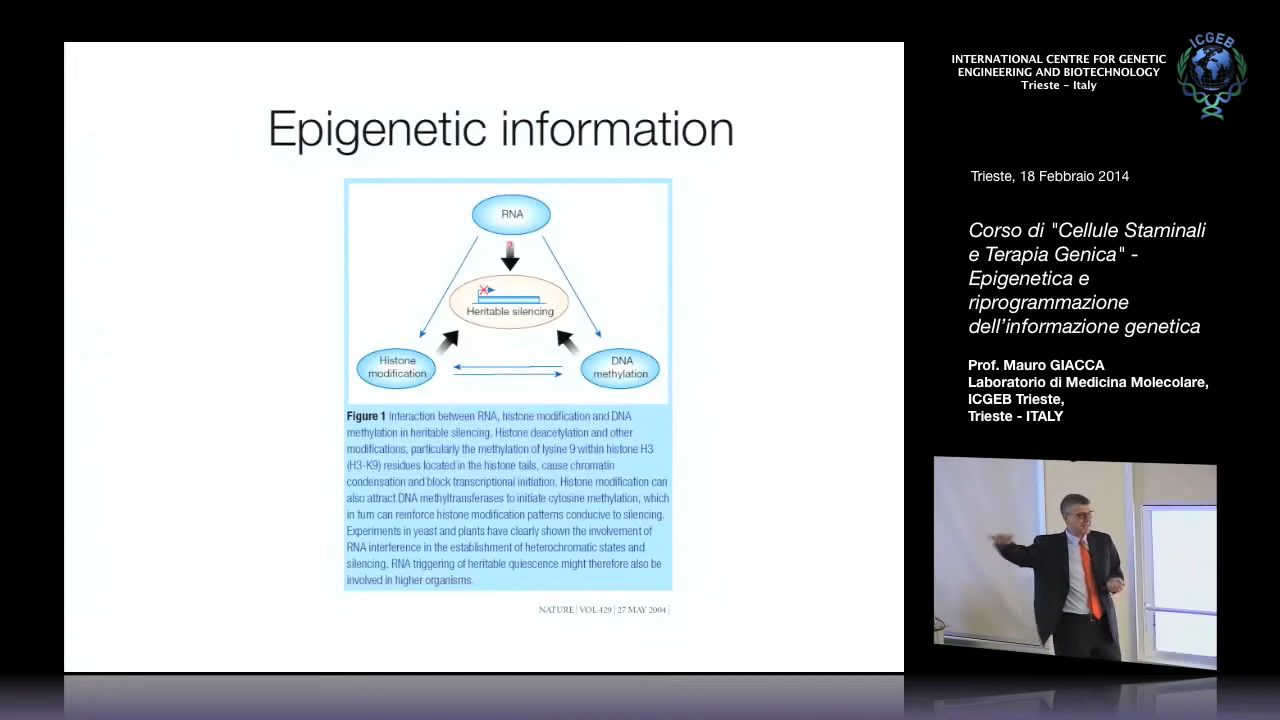 Epigenetic information
RNA
?
Heritable silencing
Histone
modification
DNA
methylation
Figure 1 Interaction between RNA, histone modification and DNA
methylation in heritable silencing. Histone deacetylation and other
modifications, particularly the methylation of lysine 9 within histone H3
(H3-K9) residues located in the histone tails, cause chromatin
condensation and block transcriptional initiation. Histone modification can
also attract DNA methyltransferases to initiate cytosine methylation, which
in turn can reinforce histone modification patterns conducive to silencing.
Experiments in yeast and plants have clearly shown the involvement of
RNA interference in the establishment of heterochromatic states and
silencing. RNA triggering of heritable quiescence might therefore also be
involved in higher organisms.
NATURE | VOL 429 | 27 MAY 2004 |
INTERNATIONAL CENTRE FOR GENETIC
ENGINEERING AND BIOTECHNOLOGY
Trieste - Italy
ICGEB
Trieste, 18 Febbraio 2014
Corso di "Cellule Staminali
e Terapia Genica" -
Epigenetica e
riprogrammazione
dell'informazione genetica
Prof. Mauro GIACCA
Laboratorio di Medicina Molecolare,
ICGEB Trieste,
Trieste - ITALY